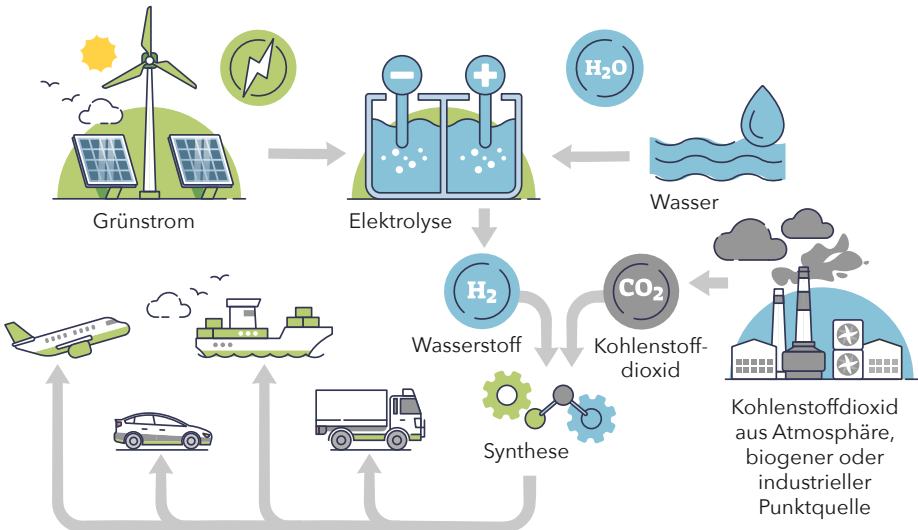 H₂O
Grünstrom
Elektrolyse
Wasser
H₂
CO₂
Wasserstoff
Kohlenstoff-
dioxid
Synthese
Kohlenstoffdioxid
aus Atmosphäre,
biogener oder
industrieller
Punktquelle